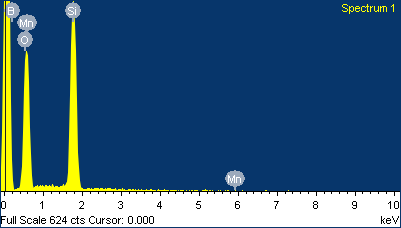 Spectrum 1
B
Mn
O
Si
Mn
0 1 2 3 4 5 6 7 8 9 10
Full Scale 624 cts Cursor: 0.000 keV